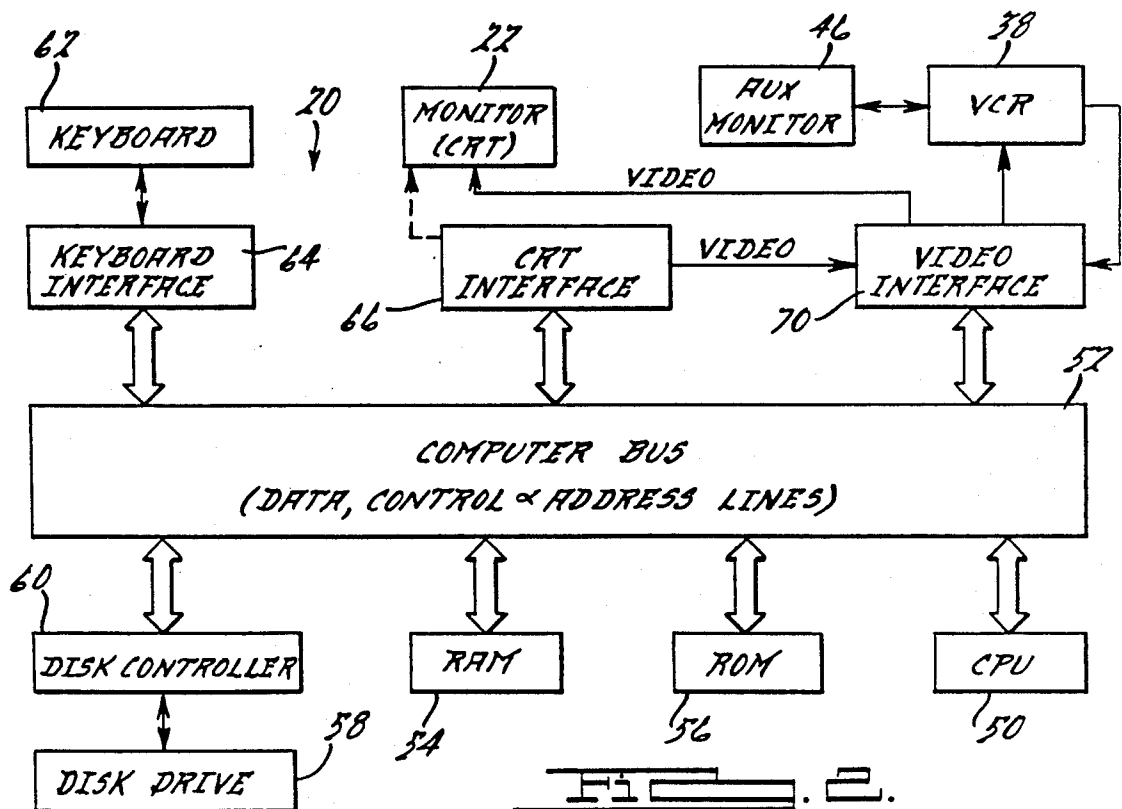 62
20
22
46
38
KEYBOARD
MONITOR
(CRT)
AUX
MONITOR
VCR
VIDEO
KEYBOARD
INTERFACE
64
CRT
INTERFACE
66
VIDEO
VIDEO
INTERFACE
70
52
COMPUTER BUS
(DATA, CONTROL & ADDRESS LINES)
60
DISK CONTROLLER
RAM
54
ROM
56
CPU
50
DISK DRIVE
58
Fig. 2.